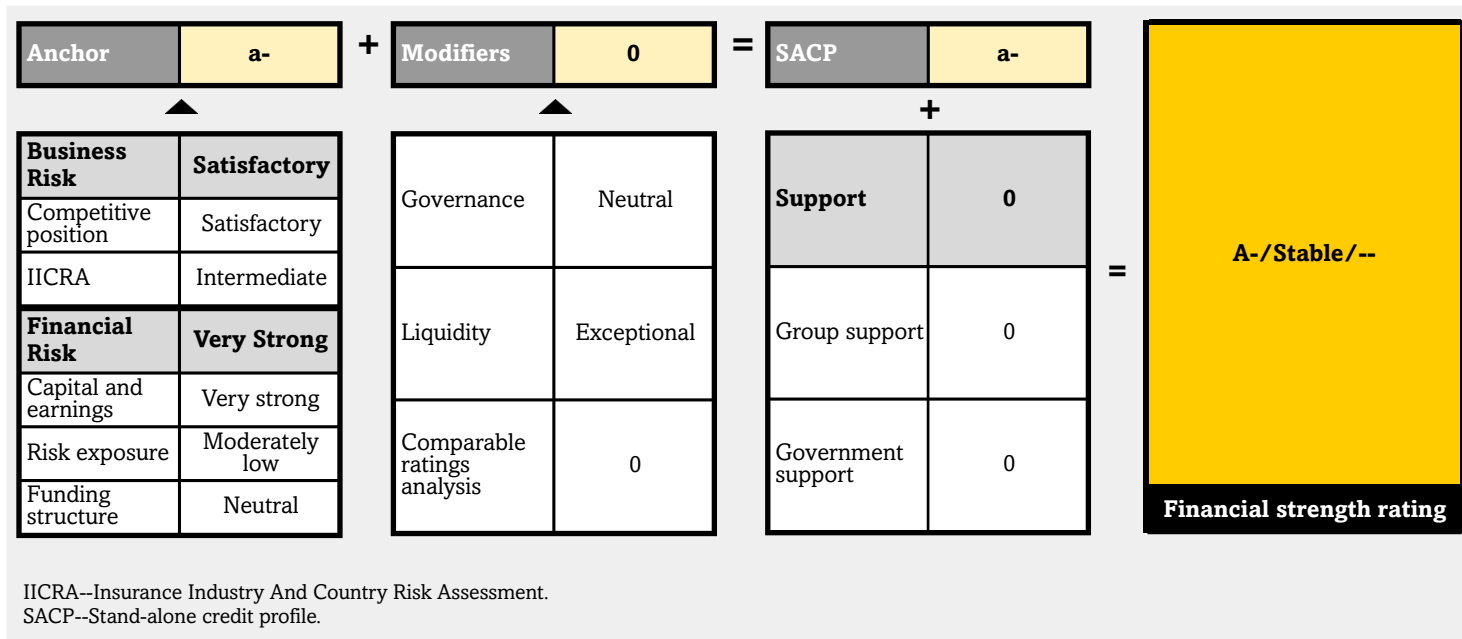 Anchor a- + Modifiers 0 = SACP a-
+
Business Risk Satisfactory
Competitive position Satisfactory
IICRA Intermediate
Financial Risk Very Strong
Capital and earnings Very strong
Risk exposure Moderately low
Funding structure Neutral
Governance Neutral
Liquidity Exceptional
Comparable ratings analysis 0
Support 0
Group support 0
Government support 0
=
A-/Stable/--
Financial strength rating
IICRA--Insurance Industry And Country Risk Assessment.
SACP--Stand-alone credit profile.